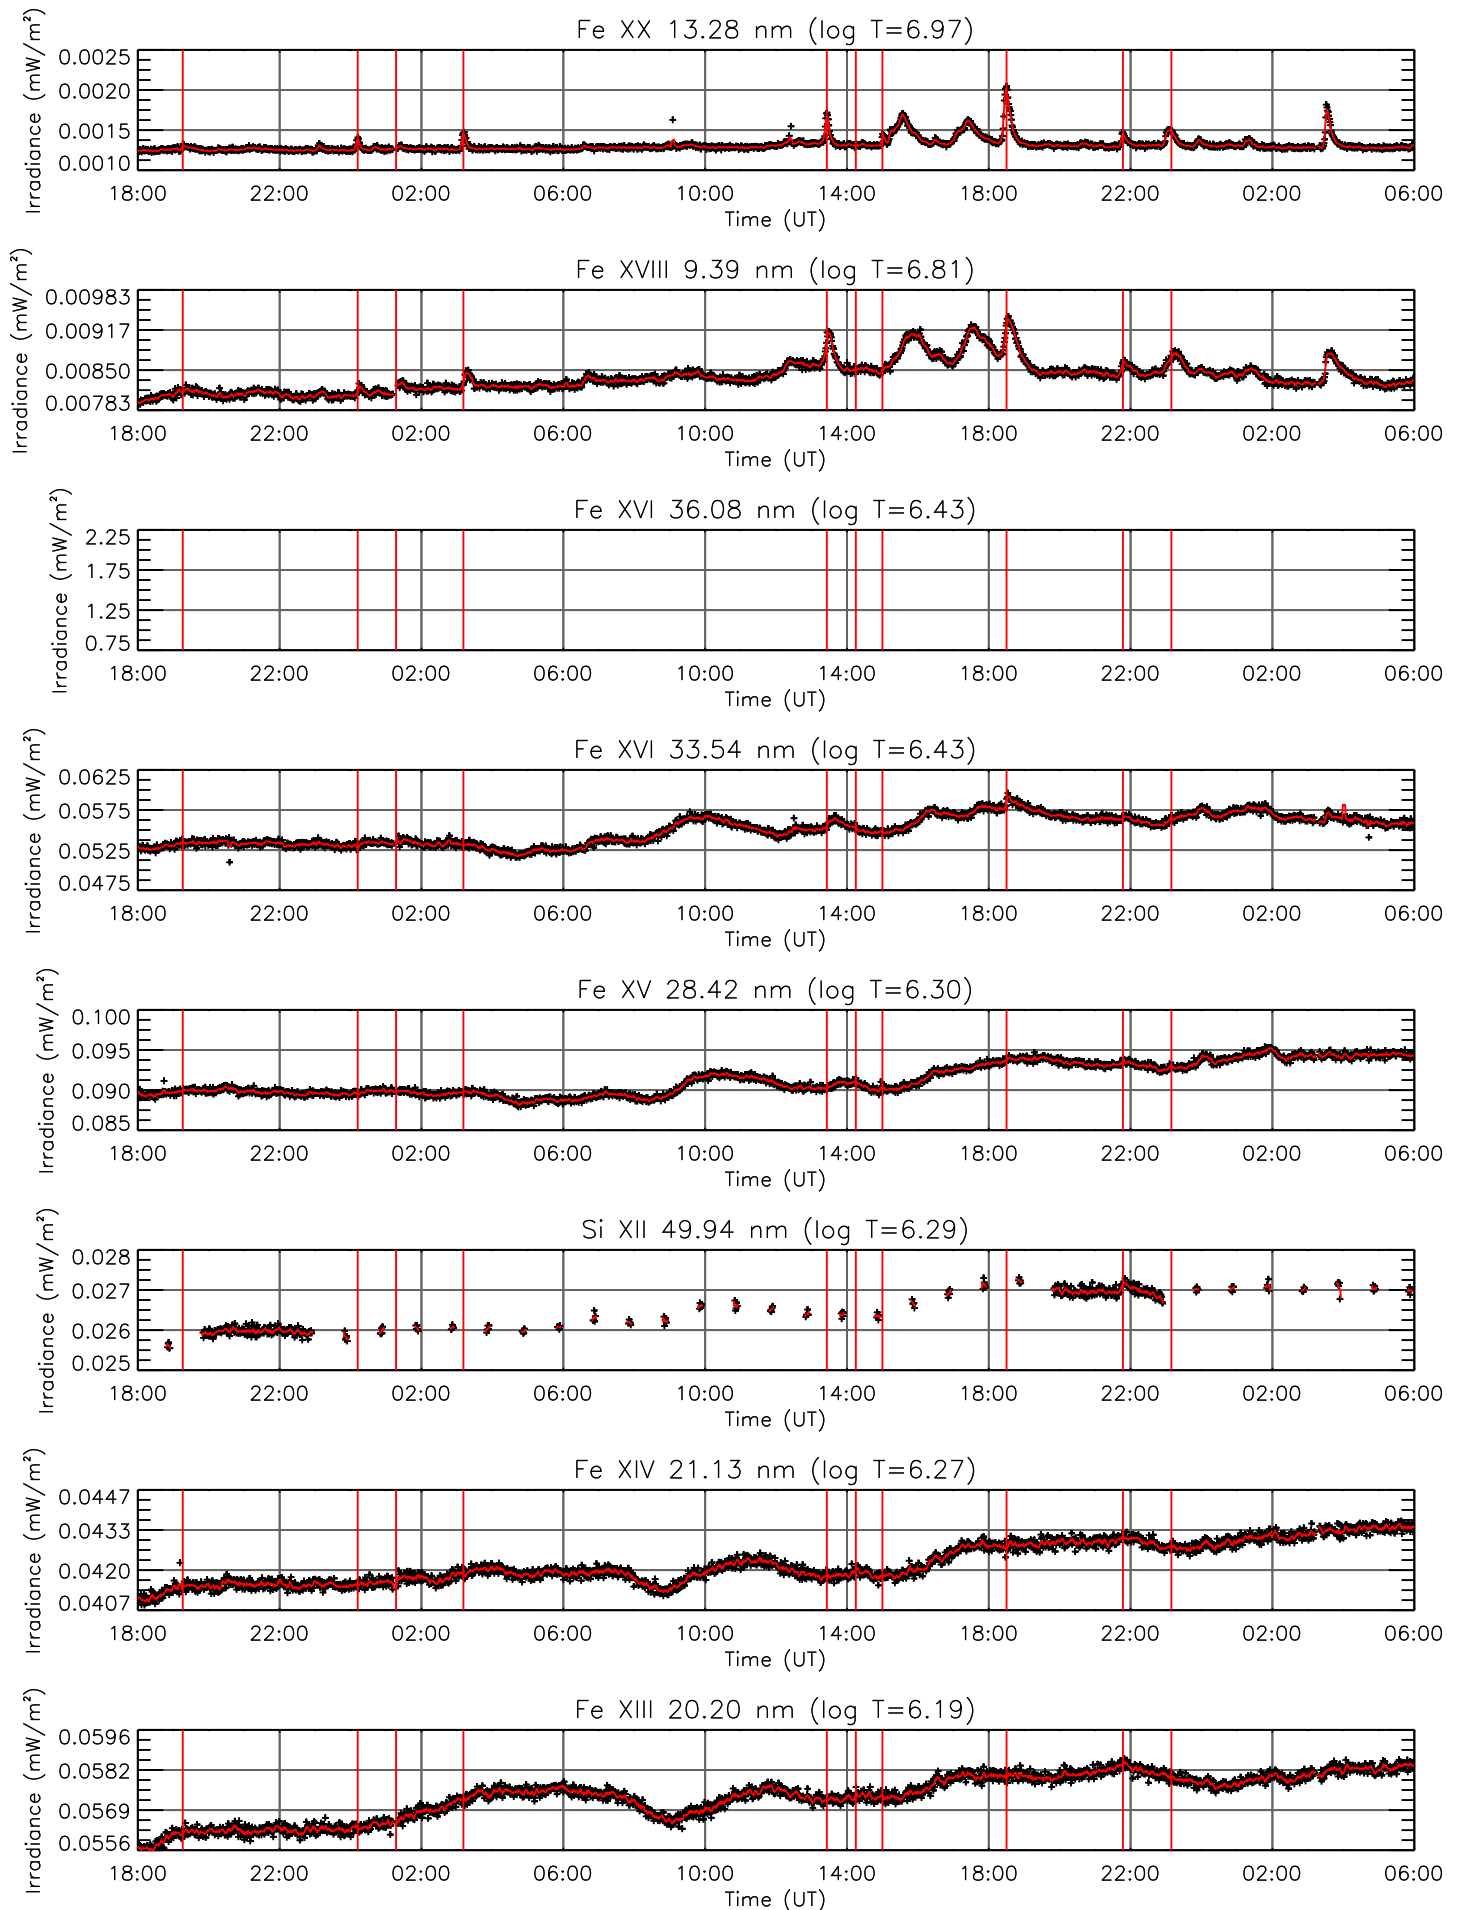 Fe XX 13.28 nm (log T=6.97)
Irradiance (mW/m²)
0.0025
0.0020
0.0015
0.0010
18:00 22:00 02:00 06:00 10:00 14:00 18:00 22:00 02:00 06:00
Time (UT)
Fe XVIII 9.39 nm (log T=6.81)
Irradiance (mW/m²)
0.00983
0.00917
0.00850
0.00783
18:00 22:00 02:00 06:00 10:00 14:00 18:00 22:00 02:00 06:00
Time (UT)
Fe XVI 36.08 nm (log T=6.43)
Irradiance (mW/m²)
2.25
1.75
1.25
0.75
18:00 22:00 02:00 06:00 10:00 14:00 18:00 22:00 02:00 06:00
Time (UT)
Fe XVI 33.54 nm (log T=6.43)
Irradiance (mW/m²)
0.0625
0.0575
0.0525
0.0475
18:00 22:00 02:00 06:00 10:00 14:00 18:00 22:00 02:00 06:00
Time (UT)
Fe XV 28.42 nm (log T=6.30)
Irradiance (mW/m²)
0.100
0.095
0.090
0.085
18:00 22:00 02:00 06:00 10:00 14:00 18:00 22:00 02:00 06:00
Time (UT)
Si XII 49.94 nm (log T=6.29)
Irradiance (mW/m²)
0.028
0.027
0.026
0.025
18:00 22:00 02:00 06:00 10:00 14:00 18:00 22:00 02:00 06:00
Time (UT)
Fe XIV 21.13 nm (log T=6.27)
Irradiance (mW/m²)
0.0447
0.0433
0.0420
0.0407
18:00 22:00 02:00 06:00 10:00 14:00 18:00 22:00 02:00 06:00
Time (UT)
Fe XIII 20.20 nm (log T=6.19)
Irradiance (mW/m²)
0.0596
0.0582
0.0569
0.0556
18:00 22:00 02:00 06:00 10:00 14:00 18:00 22:00 02:00 06:00
Time (UT)